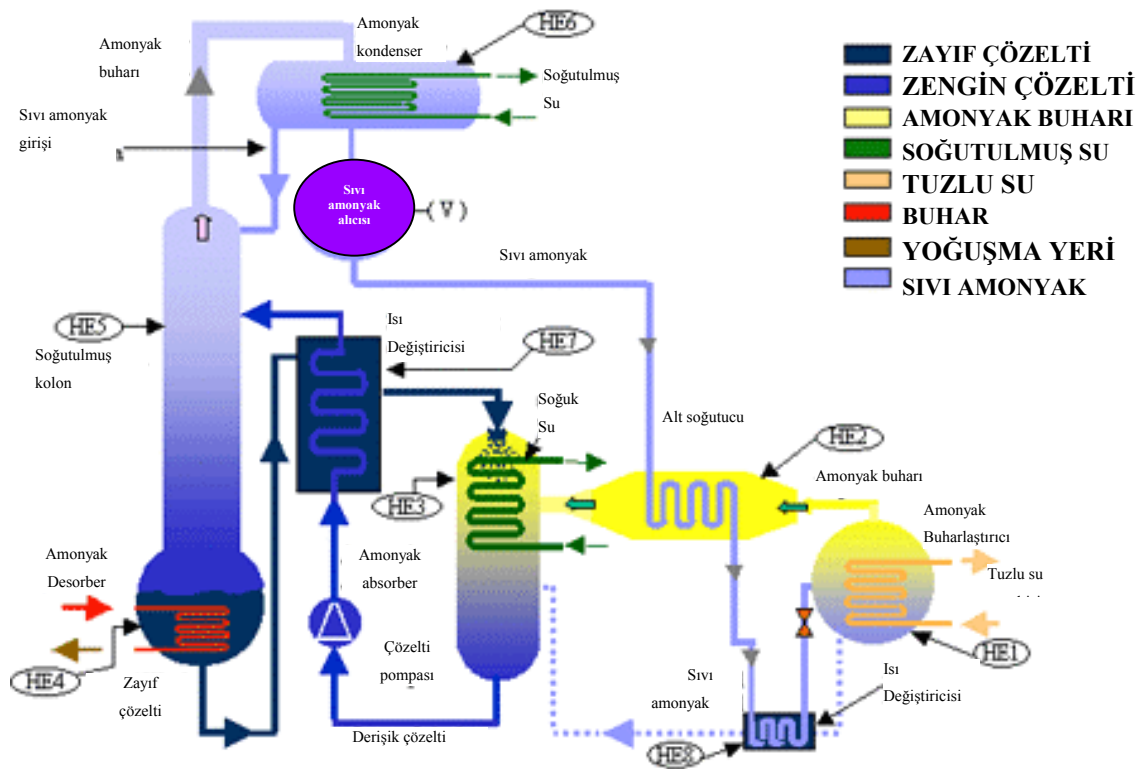 Amonyak
buharı
Amonyak
kondenser
HE6
Soğutulmuş
Su
Sıvı amonyak
girişi
Sıvı
amonyak
alıcısı
( V )
Sıvı amonyak
ZAYIF ÇÖZELTİ
ZENGİN ÇÖZELTİ
AMONYAK BUHARI
SOĞUTULMUŞ SU
TUZLU SU
BUHAR
YOĞUŞMA YERİ
SIVI AMONYAK
HE5
Soğutulmuş
kolon
Isı
Değiştiricisi
HE7
Soğuk
Su
Alt soğutucu
HE2
Amonyak buharı
HE3
Amonyak
Buharlaştırıcı
Tuzlu su
Amonyak
Desorber
Amonyak
absorber
HE4
Zayıf
çözelti
Çözelti
pompası
Derişik çözelti
Sıvı
amonyak
HE1
Isı
Değiştiricisi
HE8